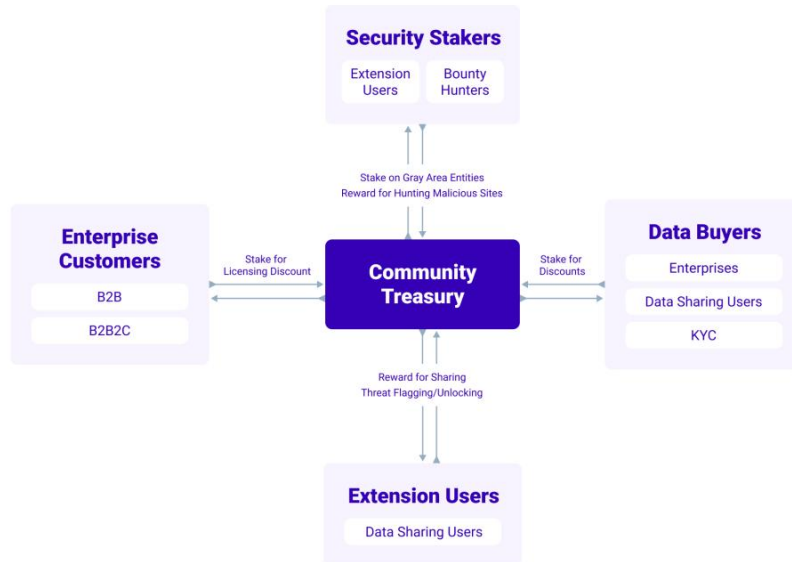 Security Stakers
Extension
Users
Bounty
Hunters
Stake on Gray Area Entities
Reward for Hunting Malicious Sites
Enterprise
Customers
B2B
B2B2C
Stake for
Licensing Discount
Community
Treasury
Stake for
Discounts
Data Buyers
Enterprises
Data Sharing Users
KYC
Reward for Sharing
Threat Flagging/Unlocking
Extension Users
Data Sharing Users